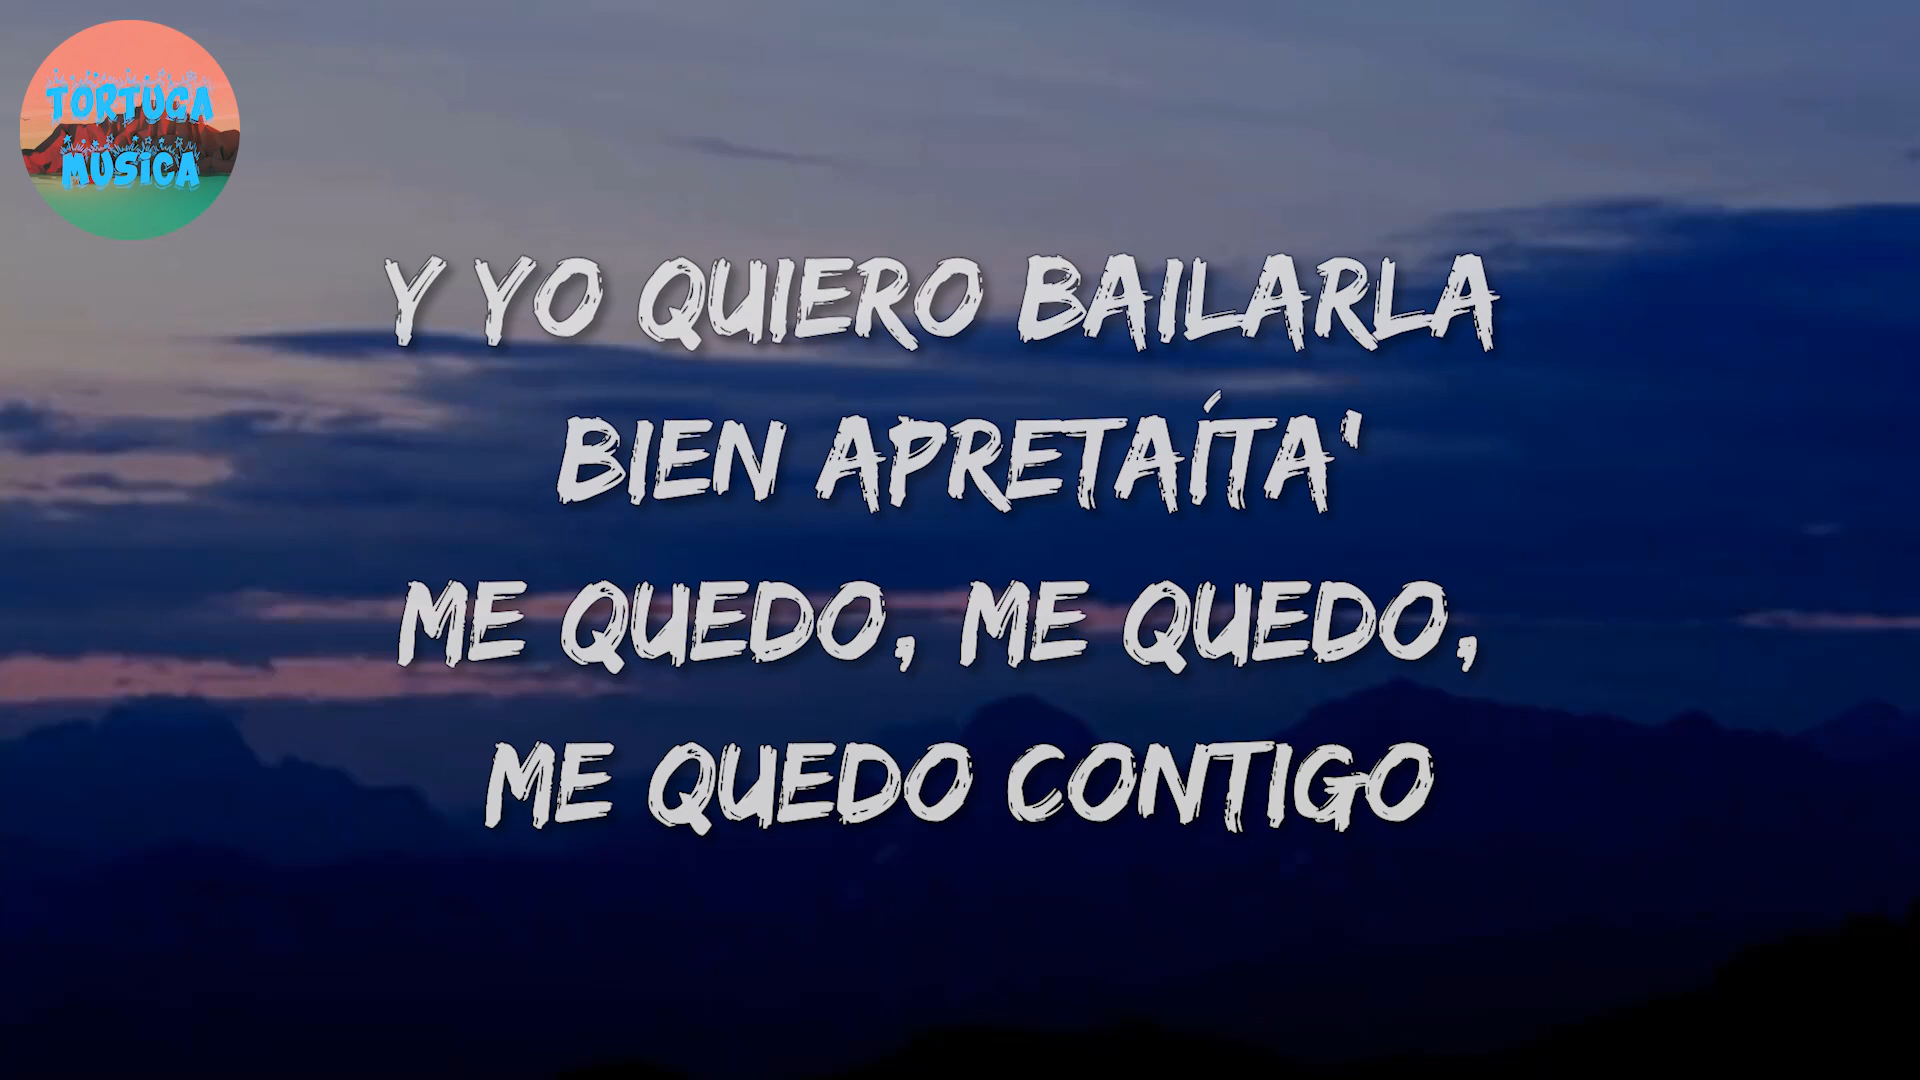 TORTUGA
MUSICA
Y YO QUIERO BAILARLA
BIEN APRETAÍTA'
ME QUEDO, ME QUEDO,
ME QUEDO CONTIGO